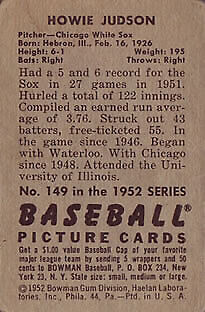 HOWIE JUDSON
Pitcher—Chicago White Sox
Born: Hebron, Ill., Feb. 16, 1926
Height: 6-1 Weight: 195
Bats: Right Throws: Right
Had a 5 and 6 record for the
Sox in 27 games in 1951.
Hurled a total of 122 innings.
Compiled an earned run aver-
age of 3.76. Struck out 43
batters, free-ticketed 55. In
the game since 1946. Began
with Waterloo. With Chicago
since 1948. Attended the Uni-
versity of Illinois.
No. 149 in the 1952 SERIES
BASEBALL®
PICTURE CARDS
Get a $1.00 value Baseball Cap of your favorite
major league team by sending 5 wrappers and 50
cents to BOWMAN Baseball, P. O. BOX 234, New
York 23, N. Y. State size: small, medium or large.
©1952 Bowman Gum Division, Haelan Labora-
tories, Inc., Phila. 44, Pa.—Prtd. in U. S. A.